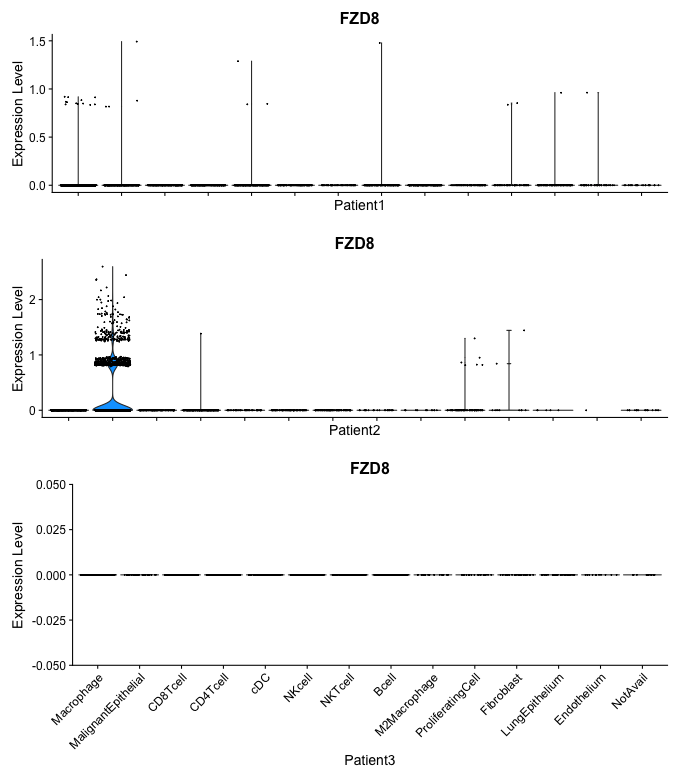 FZD8
Expression Level
1.5
1.0
0.5
0.0
Patient1
FZD8
Expression Level
2
1
0
Patient2
FZD8
Expression Level
0.050
0.025
0.000
-0.025
-0.050
Macrophage
MalignantEpithelial
CD8Tcell
CD4Tcell
cDC
NKcell
NKTcell
Bcell
M2Macrophage
ProliferatingCell
Fibroblast
LungEpithelium
Endothelium
NotAvail
Patient3